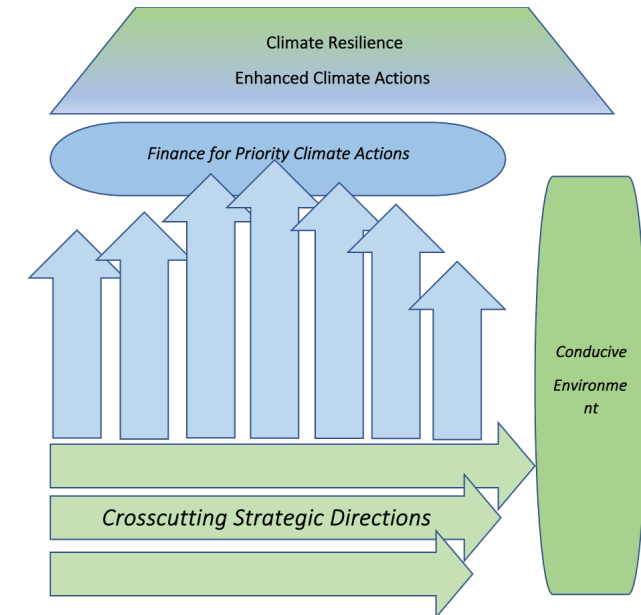 Climate Resilience
Enhanced Climate Actions
Finance for Priority Climate Actions
Conducive
Environme
nt
Crosscutting Strategic Directions